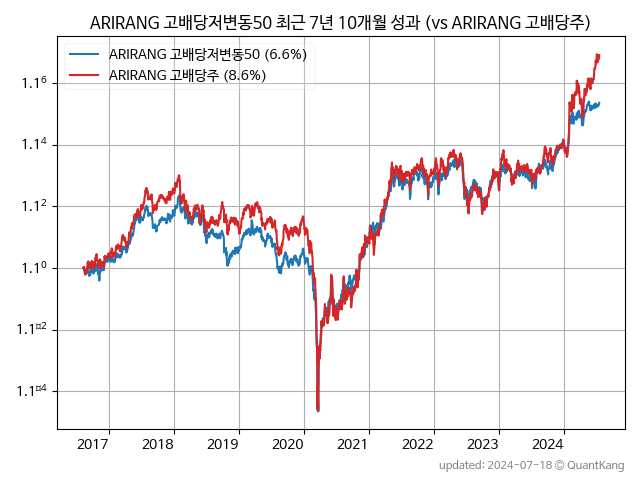 ARIRANG 고배당저변동50 최근 7년 10개월 성과 (vs ARIRANG 고배당주)
ARIRANG 고배당저변동50 (6.6%)
ARIRANG 고배당주 (8.6%)
1.1⁶
1.1⁴
1.1²
1.1⁰
1.1¤²
1.1¤⁴
2017 2018 2019 2020 2021 2022 2023 2024
updated: 2024-07-18 © QuantKang